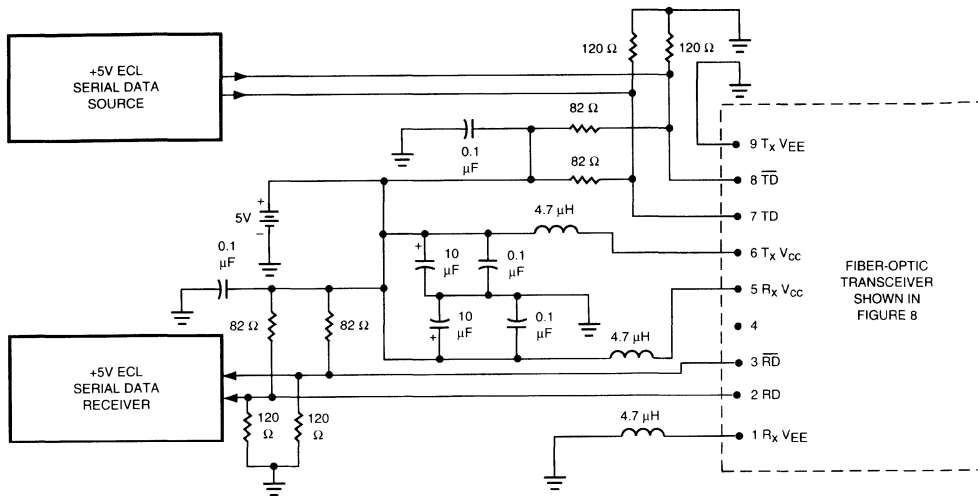 +5V ECL
SERIAL DATA
SOURCE
120 Ω
120 Ω
82 Ω
0.1
µF
82 Ω
+
5V
−
4.7 µH
0.1
µF
+
10
µF
0.1
µF
10
µF
+
0.1
µF
82 Ω
82 Ω
4.7 µH
+5V ECL
SERIAL DATA
RECEIVER
120
Ω
120
Ω
4.7 µH
9 TX VEE
8 T̅D̅
7 TD
6 TX VCC
5 RX VCC
4
3 R̅D̅
2 RD
1 RX VEE
FIBER-OPTIC
TRANSCEIVER
SHOWN IN
FIGURE 8